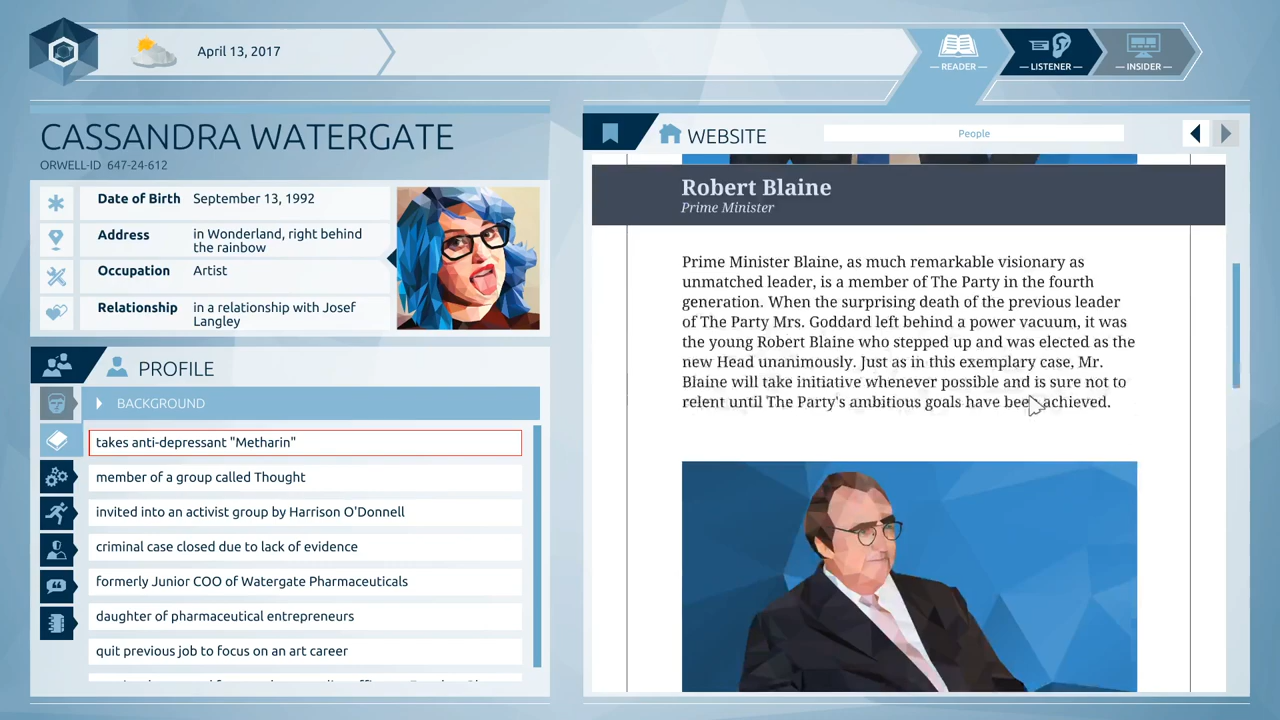 April 13, 2017
— READER —
— LISTENER —
— INSIDER —
CASSANDRA WATERGATE
ORWELL-ID 647-24-612
Date of Birth September 13, 1992
Address in Wonderland, right behind
the rainbow
Occupation Artist
Relationship in a relationship with Josef
Langley
PROFILE
BACKGROUND
takes anti-depressant "Metharin"
member of a group called Thought
invited into an activist group by Harrison O'Donnell
criminal case closed due to lack of evidence
formerly Junior COO of Watergate Pharmaceuticals
daughter of pharmaceutical entrepreneurs
quit previous job to focus on an art career
WEBSITE
People
Robert Blaine
Prime Minister
Prime Minister Blaine, as much remarkable visionary as
unmatched leader, is a member of The Party in the fourth
generation. When the surprising death of the previous leader
of The Party Mrs. Goddard left behind a power vacuum, it was
the young Robert Blaine who stepped up and was elected as the
new Head unanimously. Just as in this exemplary case, Mr.
Blaine will take initiative whenever possible and is sure not to
relent until The Party's ambitious goals have been achieved.